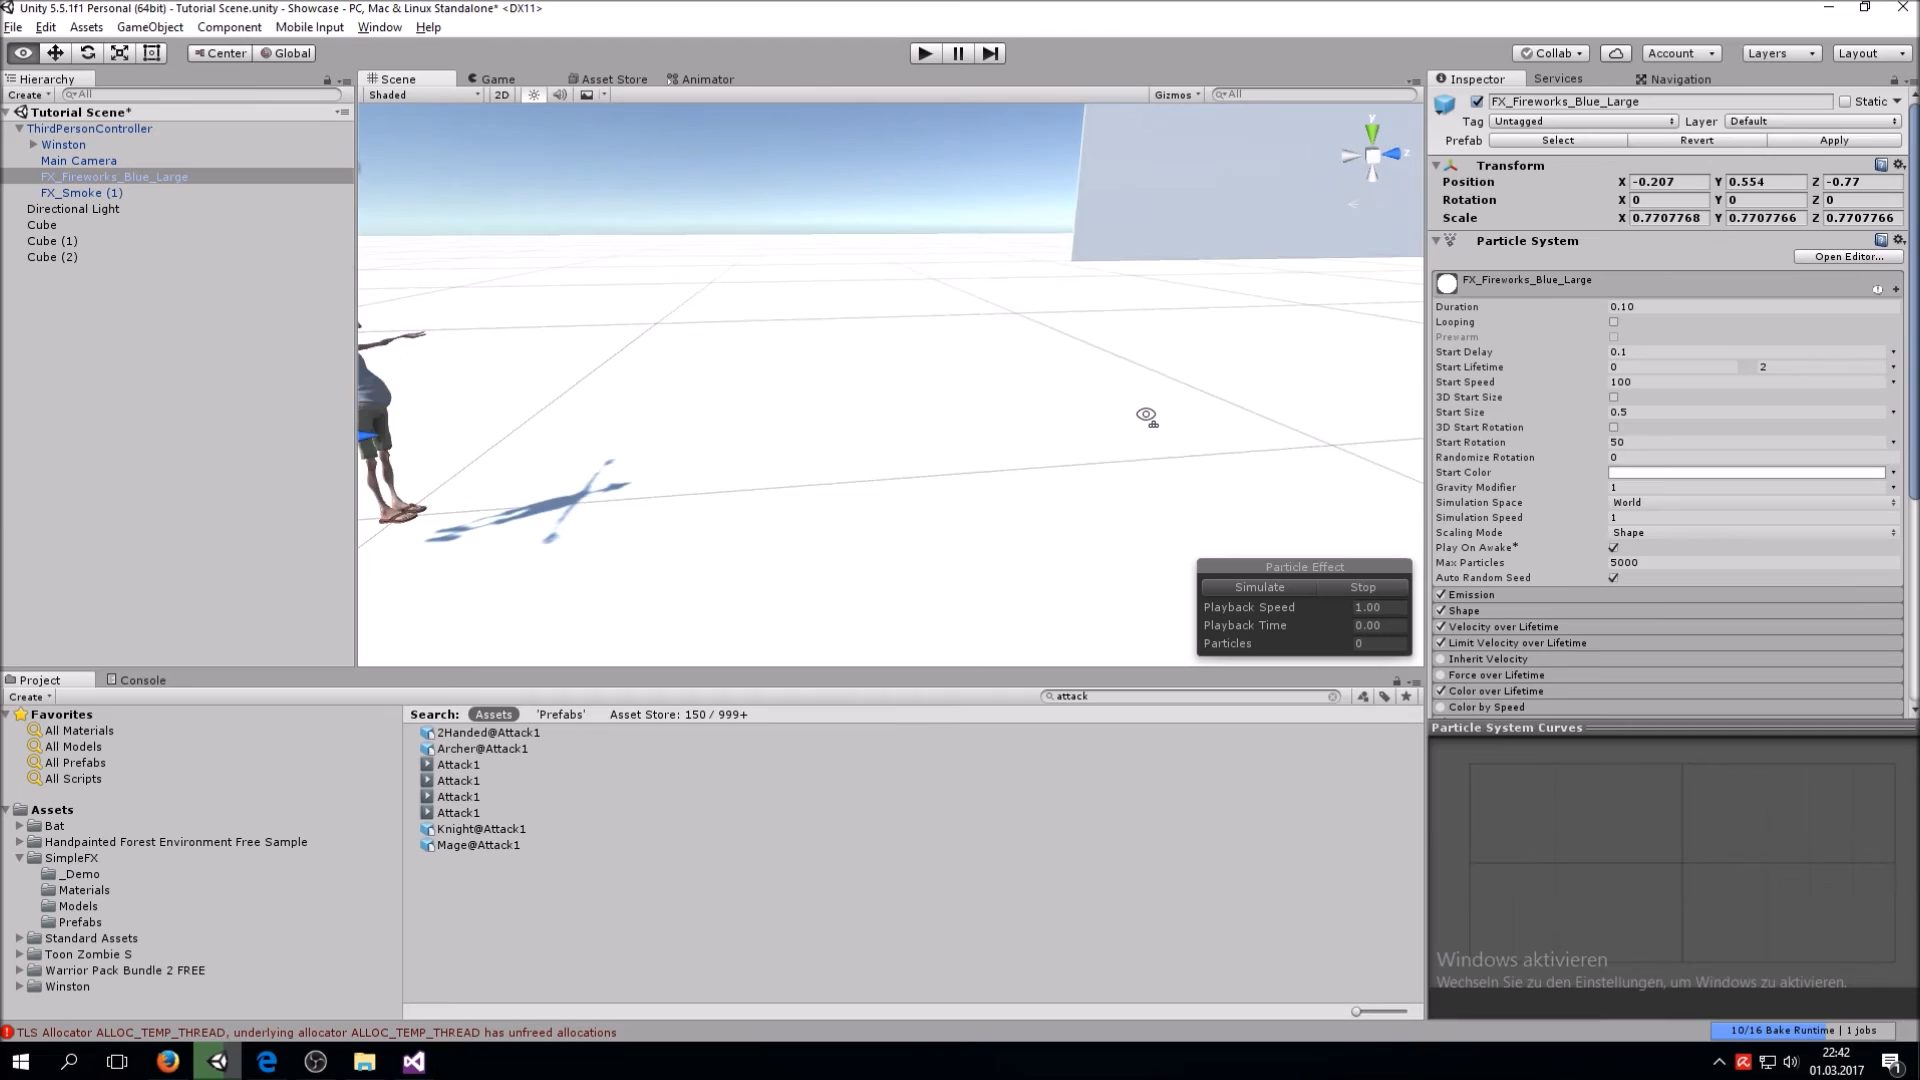 Unity 5.5.1f1 Personal (64bit) - Tutorial Scene.unity - Showcase - PC, Mac & Linux Standalone* <DX11>
File Edit Assets GameObject Component Mobile Input Window Help
Center Global Collab Account Layers Layout
Hierarchy
Create All
Tutorial Scene*
ThirdPersonController
Winston
Main Camera
FX_Fireworks_Blue_Large
FX_Smoke (1)
Directional Light
Cube
Cube (1)
Cube (2)
Scene Game Asset Store Animator
Shaded 2D Gizmos All
y
z
Particle Effect
Simulate Stop
Playback Speed 1.00
Playback Time 0.00
Particles 0
Inspector Services Navigation
FX_Fireworks_Blue_Large Static
Tag Untagged Layer Default
Prefab Select Revert Apply
Transform
Position X -0.207 Y 0.554 Z -0.77
Rotation X 0 Y 0 Z 0
Scale X 0.7707768 Y 0.7707766 Z 0.7707766
Particle System
Open Editor...
FX_Fireworks_Blue_Large
Duration 0.10
Looping
Prewarm
Start Delay 0.1
Start Lifetime 0 2
Start Speed 100
3D Start Size
Start Size 0.5
3D Start Rotation
Start Rotation 50
Randomize Rotation 0
Start Color
Gravity Modifier 1
Simulation Space World
Simulation Speed 1
Scaling Mode Shape
Play On Awake*
Max Particles 5000
Auto Random Seed
Emission
Shape
Velocity over Lifetime
Limit Velocity over Lifetime
Inherit Velocity
Force over Lifetime
Color over Lifetime
Color by Speed
Particle System Curves
Project Console
Create attack
Favorites
All Materials
All Models
All Prefabs
All Scripts
Assets
Bat
Handpainted Forest Environment Free Sample
SimpleFX
_Demo
Materials
Models
Prefabs
Standard Assets
Toon Zombie S
Warrior Pack Bundle 2 FREE
Winston
Search: Assets 'Prefabs' Asset Store: 150 / 999+
2Handed@Attack1
Archer@Attack1
Attack1
Attack1
Attack1
Attack1
Knight@Attack1
Mage@Attack1
Windows aktivieren
Wechseln Sie zu den Einstellungen, um Windows zu aktivieren.
TLS Allocator ALLOC_TEMP_THREAD, underlying allocator ALLOC_TEMP_THREAD has unfreed allocations
10/16 Bake Runtime | 1 jobs
22:42
01.03.2017
1